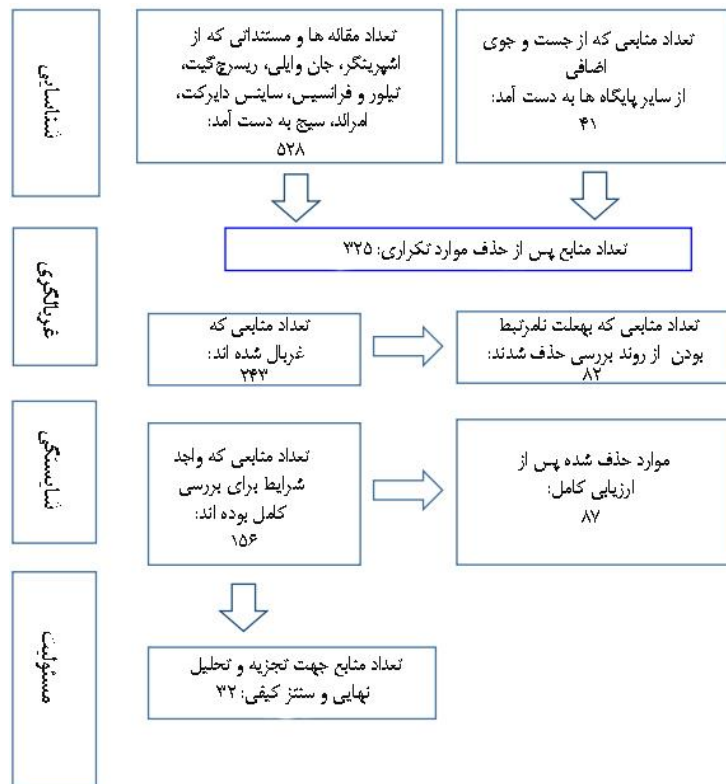 شناسایی
تعداد منابعی که از جست و جوی
اضافی
از سایر پایگاه ها به دست آمد:
۴۱
تعداد مقاله ها و مستنداتی که از
اشپرینگر، جان وایلی، ریسرچ‌گیت،
تیلور و فرانسیس، ساینس دایرکت،
امرالد، سیج به دست آمد:
۵۲۸
تعداد منابع پس از حذف موارد تکراری: ۳۲۵
غربالگری
تعداد منابعی که
غربال شده اند:
۲۴۳
تعداد منابعی که بهعلت نامرتبط
بودن از روند بررسی حذف شدند:
۸۲
شایستگی
تعداد منابعی که واجد
شرایط برای بررسی
کامل بوده اند:
۱۵۶
موارد حذف شده پس از
ارزیابی کامل:
۸۷
مسئولیت
تعداد منابع جهت تجزیه و تحلیل
نهایی و سنتز کیفی: ۳۲